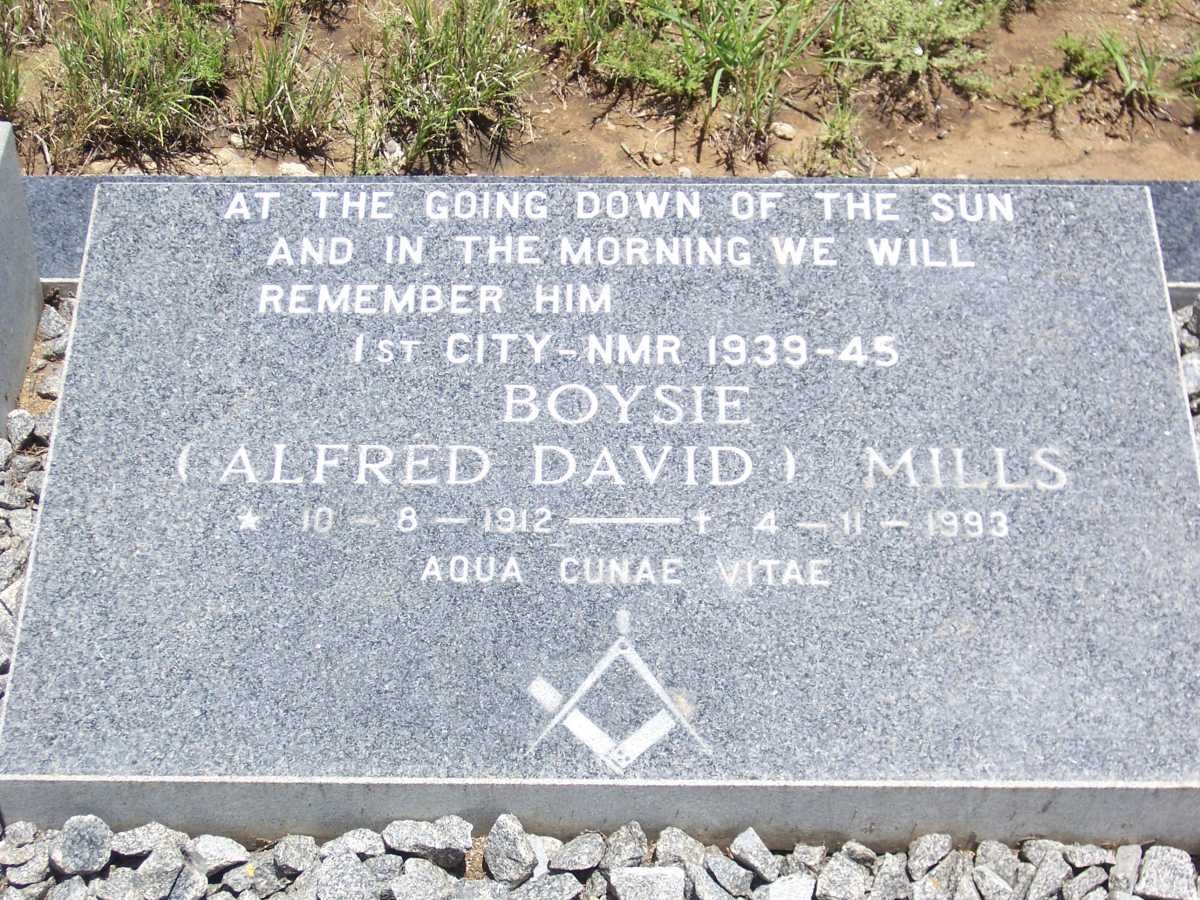 AT THE GOING DOWN OF THE SUN
AND IN THE MORNING WE WILL
REMEMBER HIM
1ST CITY-NMR 1939-45
BOYSIE
(ALFRED DAVID) MILLS
★ 10 - 8 - 1912 —— † 4 - 11 - 1993
AQUA CUNAE VITAE